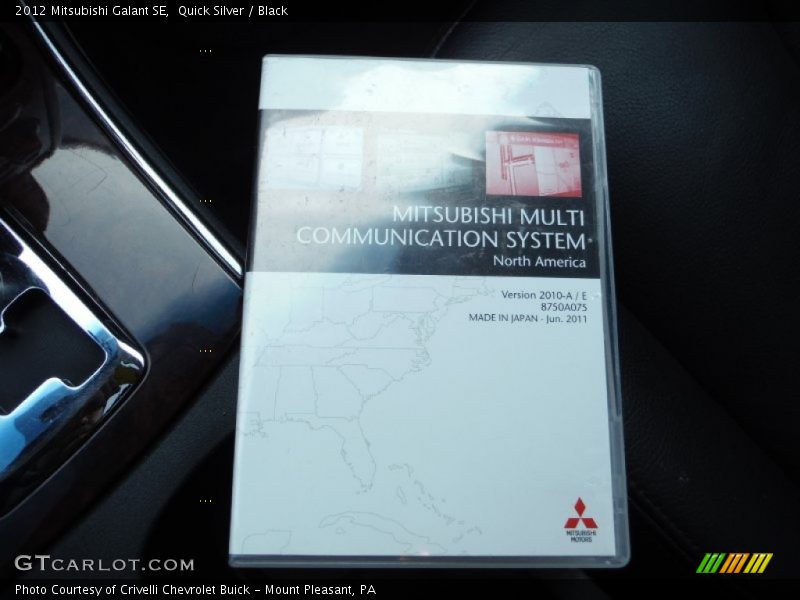 2012 Mitsubishi Galant SE,  Quick Silver / Black
MITSUBISHI MULTI
COMMUNICATION SYSTEM
North America
Version 2010-A / E
8750A075
MADE IN JAPAN - Jun. 2011
MITSUBISHI
MOTORS
GTCARLOT.COM
Photo Courtesy of Crivelli Chevrolet Buick - Mount Pleasant, PA